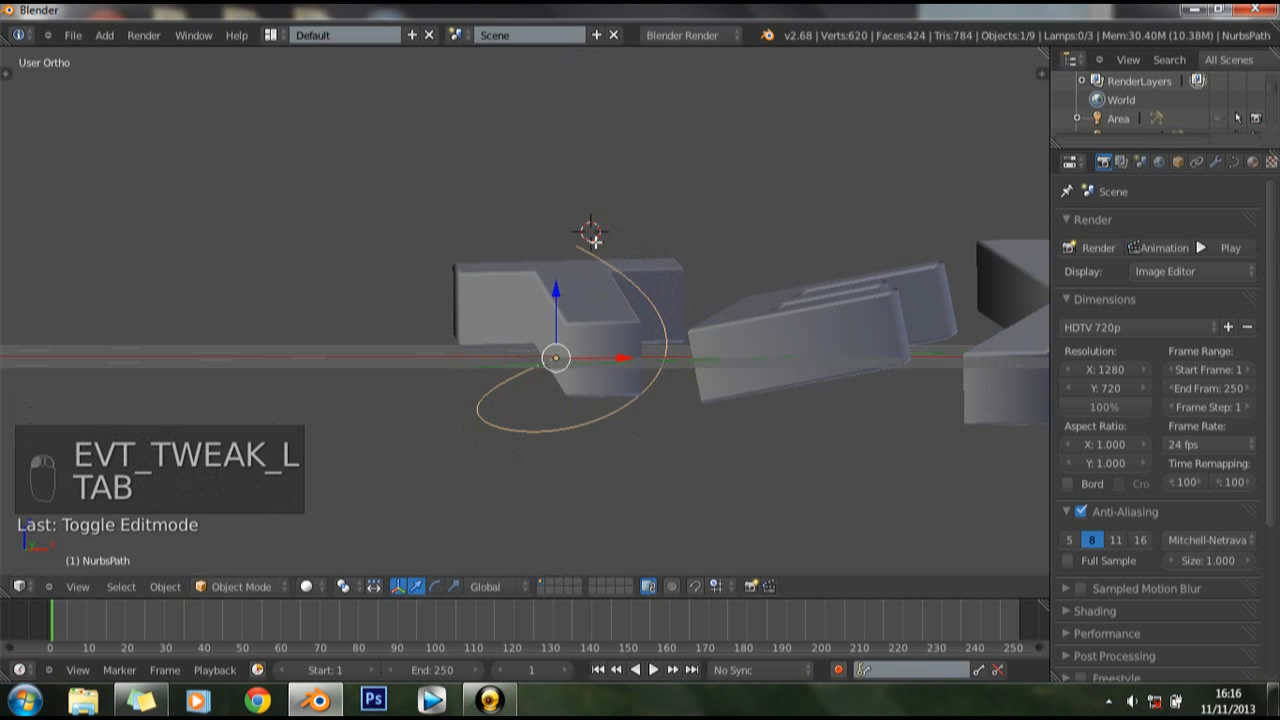 Blender
File Add Render Window Help Default Scene Blender Render v2.68 | Verts:620 | Faces:424 | Tris:784 | Objects:1/9 | Lamps:0/3 | Mem:30.40M (10.38M) | NurbsPath
User Ortho
View Search All Scenes
RenderLayers |
World
Area |
Scene
Render
Render Animation Play
Display: Image Editor
Dimensions
HDTV 720p
Resolution: Frame Range:
X: 1280 Start Frame: 1
Y: 720 End Fram: 250
100% Frame Step: 1
Aspect Ratio: Frame Rate:
X: 1.000 24 fps
Y: 1.000 Time Remapping:
Bord Cro 100 100
Anti-Aliasing
5 8 11 16 Mitchell-Netrava
Full Sample Size: 1.000
Sampled Motion Blur
Shading
Performance
Post Processing
Freestyle
EVT_TWEAK_L
TAB
Last: Toggle Editmode
(1) NurbsPath
View Select Object Object Mode Global
0 10 20 30 40 50 60 70 80 90 100 110 120 130 140 150 160 170 180 190 200 210 220 230 240 250
View Marker Frame Playback Start: 1 End: 250 1 No Sync
Ps
16:16
11/11/2013